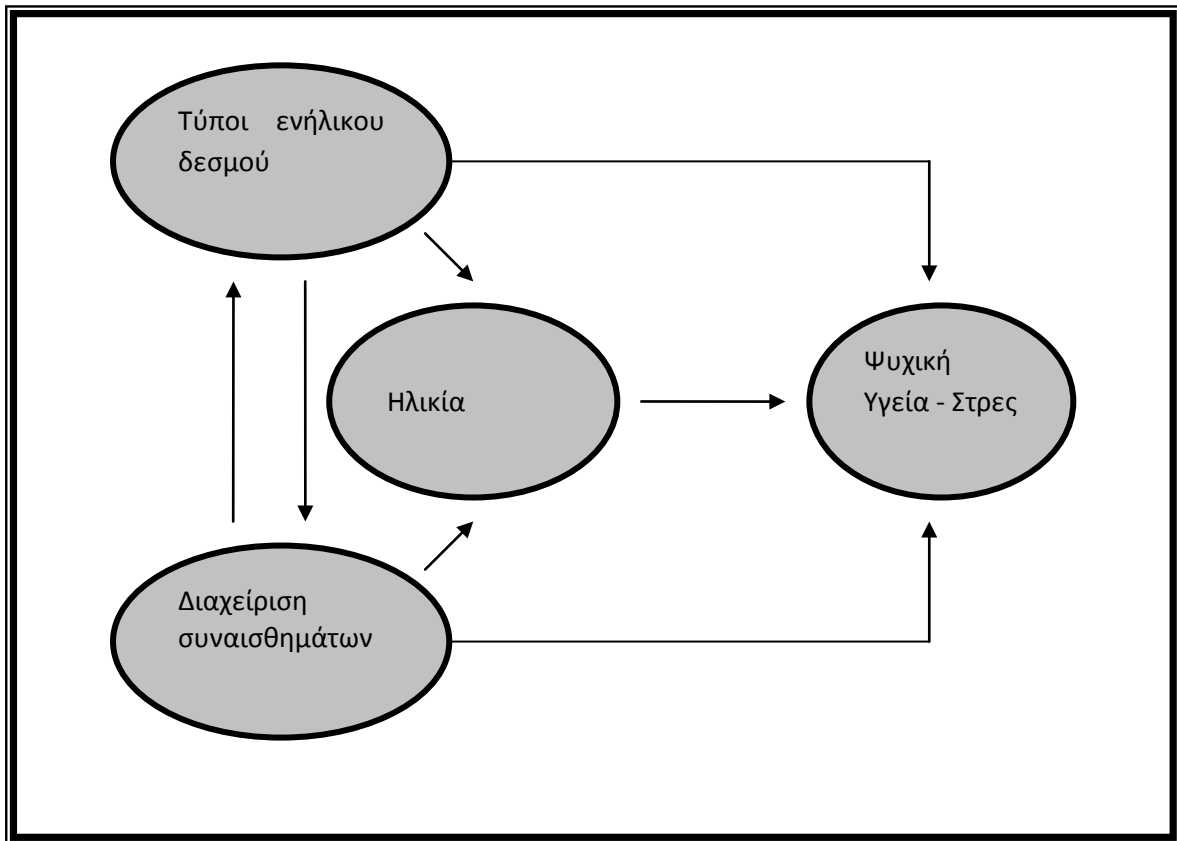 Τύποι ενήλικου
δεσμού
Ηλικία
Ψυχική
Υγεία - Στρες
Διαχείριση
συναισθημάτων